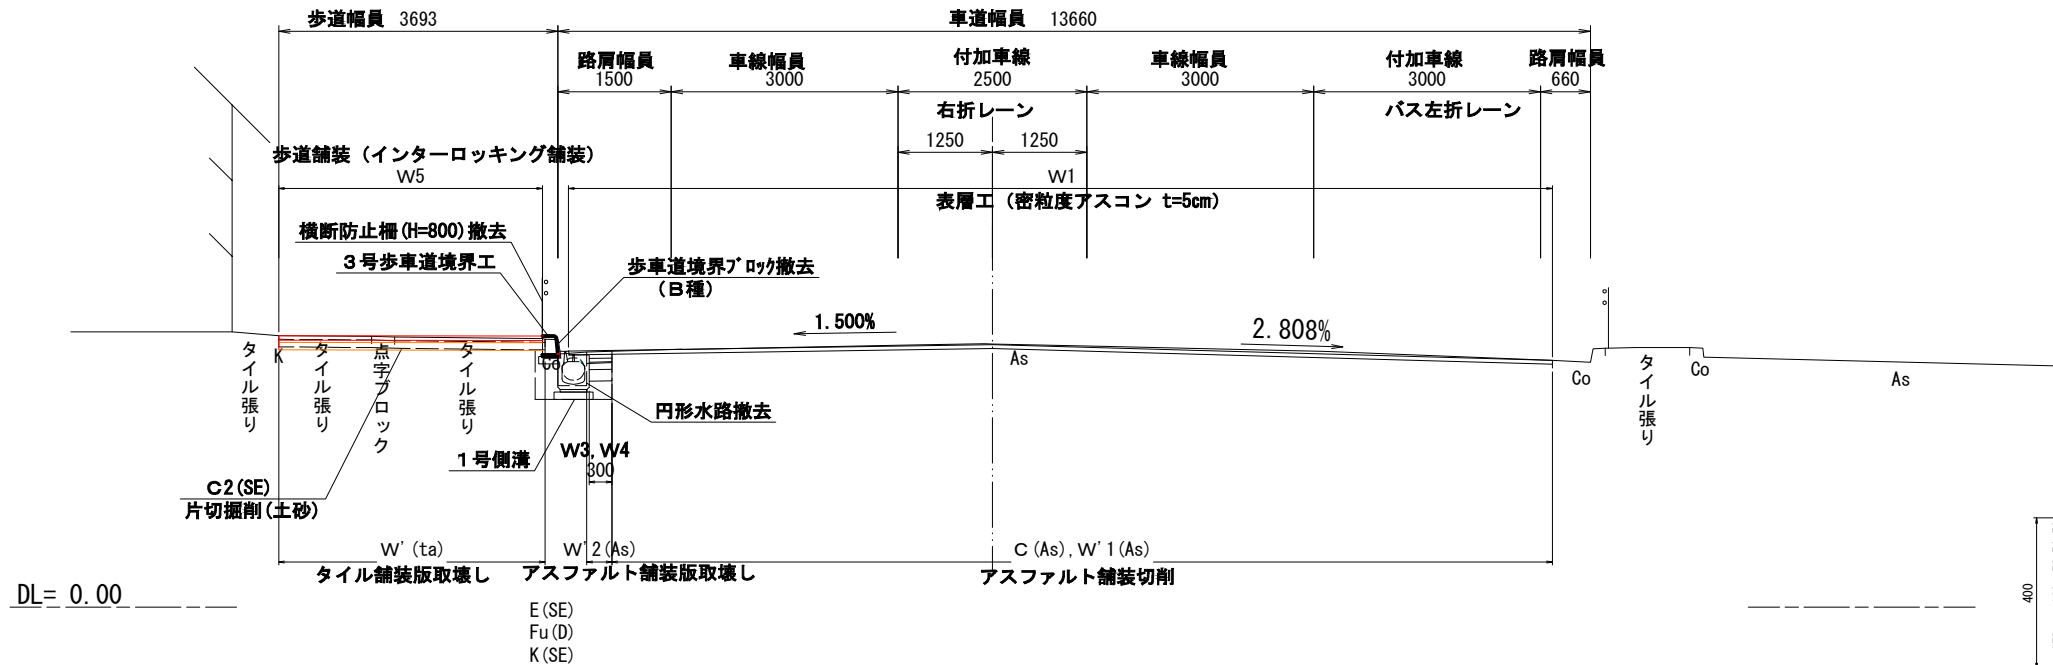 歩道幅員 3693
車道幅員 13660
路肩幅員
1500
車線幅員
3000
付加車線
2500
車線幅員
3000
付加車線
3000
路肩幅員
660
右折レーン
バス左折レーン
1250
1250
歩道舗装（インターロッキング舗装）
W5
W1
表層工（密粒度アスコン t=5cm）
横断防止柵(H=800)撤去
3号歩車道境界工
歩車道境界ﾌﾞﾛｯｸ撤去
（B種）
1.500%
2.808%
タイル張り
K
タイル張り
点字ブロック
タイル張り
Co
As
Co
タイル張り
Co
As
円形水路撤去
1号側溝
W3,W4
300
C2(SE)
片切掘削(土砂)
W'(ta)
タイル舗装版取壊し
W'2(As)
アスファルト舗装版取壊し
C(As),W'1(As)
アスファルト舗装切削
DL= 0.00
E(SE)
Fu(D)
K(SE)
400